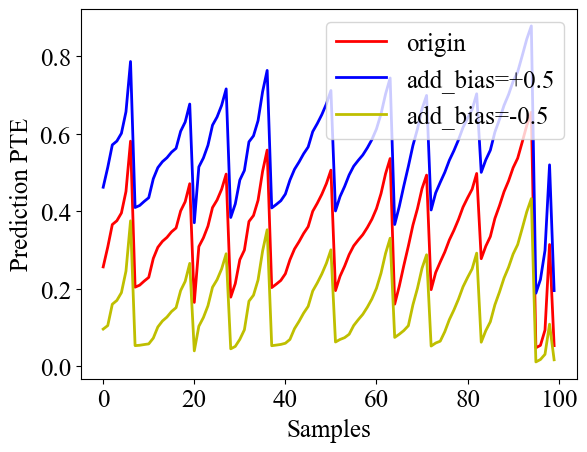 origin
add_bias=+0.5
add_bias=-0.5
Prediction PTE
0.8
0.6
0.4
0.2
0.0
0 20 40 60 80 100
Samples